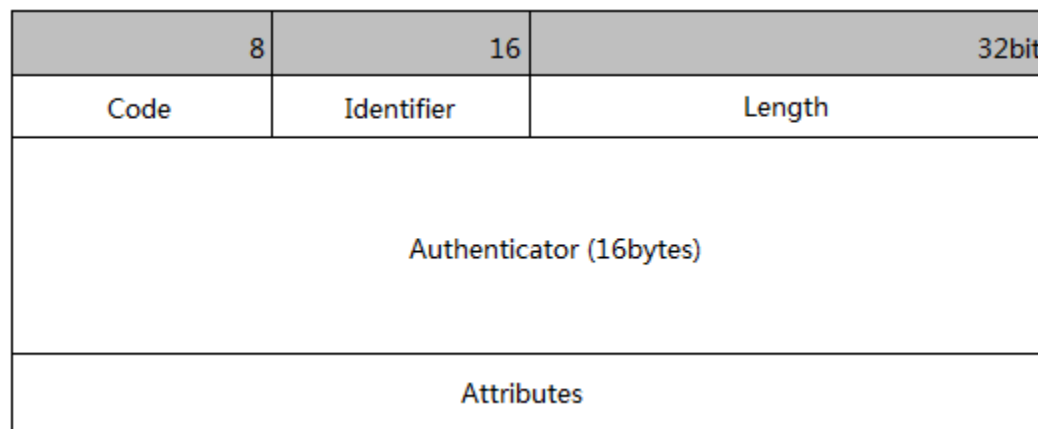 8 16 32bit
Code Identifier Length
Authenticator (16bytes)
Attributes